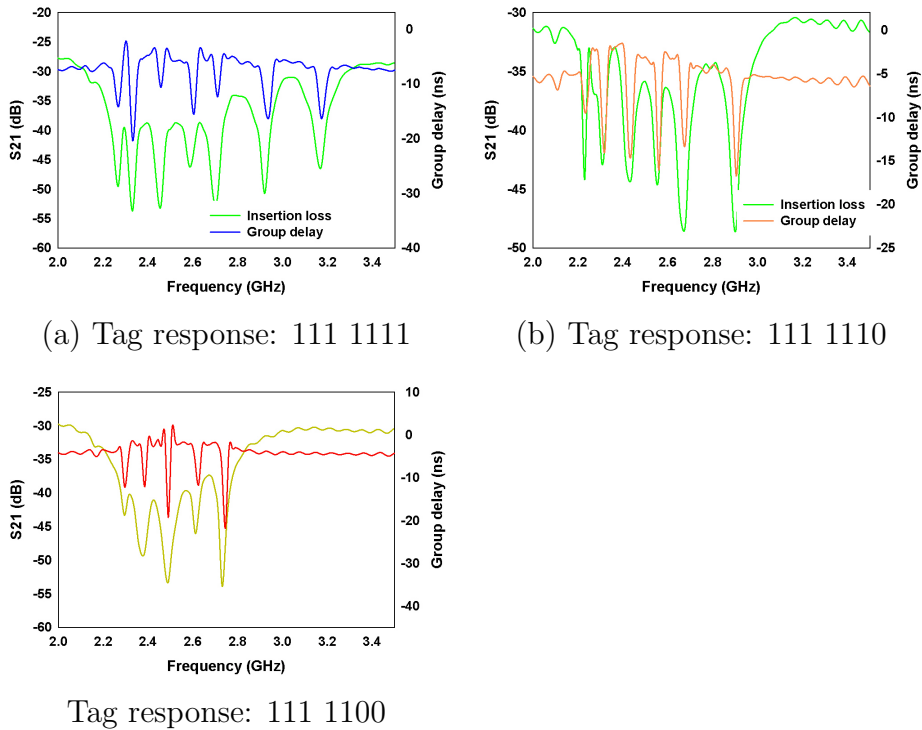 -20
-25
-30
-35
-40
-45
-50
-55
-60
S21 (dB)
0
-10
-20
-30
-40
Group delay (ns)
Insertion loss
Group delay
2.0 2.2 2.4 2.6 2.8 3.0 3.2 3.4
Frequency (GHz)
(a) Tag response: 111 1111
-30
-35
-40
-45
-50
S21 (dB)
0
-5
-10
-15
-20
-25
Group delay (ns)
Insertion loss
Group delay
2.0 2.2 2.4 2.6 2.8 3.0 3.2 3.4
Frequency (GHz)
(b) Tag response: 111 1110
-25
-30
-35
-40
-45
-50
-55
-60
S21 (dB)
10
0
-10
-20
-30
-40
Group delay (ns)
2.0 2.2 2.4 2.6 2.8 3.0 3.2 3.4
Frequency (GHz)
Tag response: 111 1100